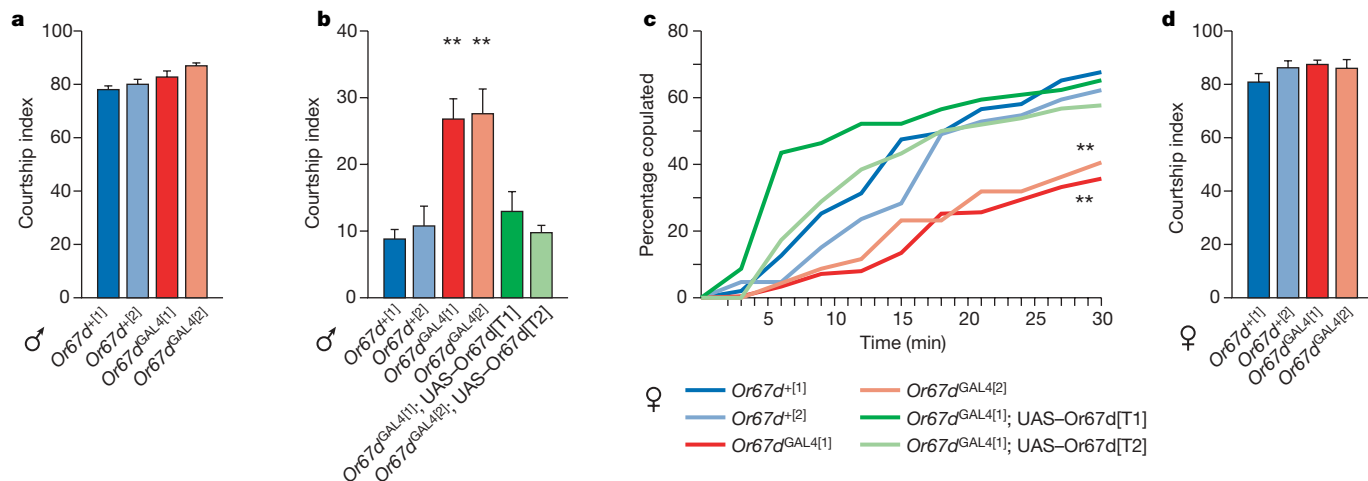 a
Courtship index
100
80
60
40
20
0
♂
Or67d+[1]
Or67d+[2]
Or67dGAL4[1]
Or67dGAL4[2]
b
Courtship index
40
30
20
10
0
**
**
♂
Or67d+[1]
Or67d+[2]
Or67dGAL4[1]
Or67dGAL4[2]
Or67dGAL4[1]; UAS–Or67d[T1]
Or67dGAL4[2]; UAS–Or67d[T2]
c
Percentage copulated
80
60
40
20
0
**
**
5 10 15 20 25 30
Time (min)
♀
Or67d+[1]
Or67d+[2]
Or67dGAL4[1]
Or67dGAL4[2]
Or67dGAL4[1]; UAS–Or67d[T1]
Or67dGAL4[1]; UAS–Or67d[T2]
d
Courtship index
100
80
60
40
20
0
♀
Or67d+[1]
Or67d+[2]
Or67dGAL4[1]
Or67dGAL4[2]